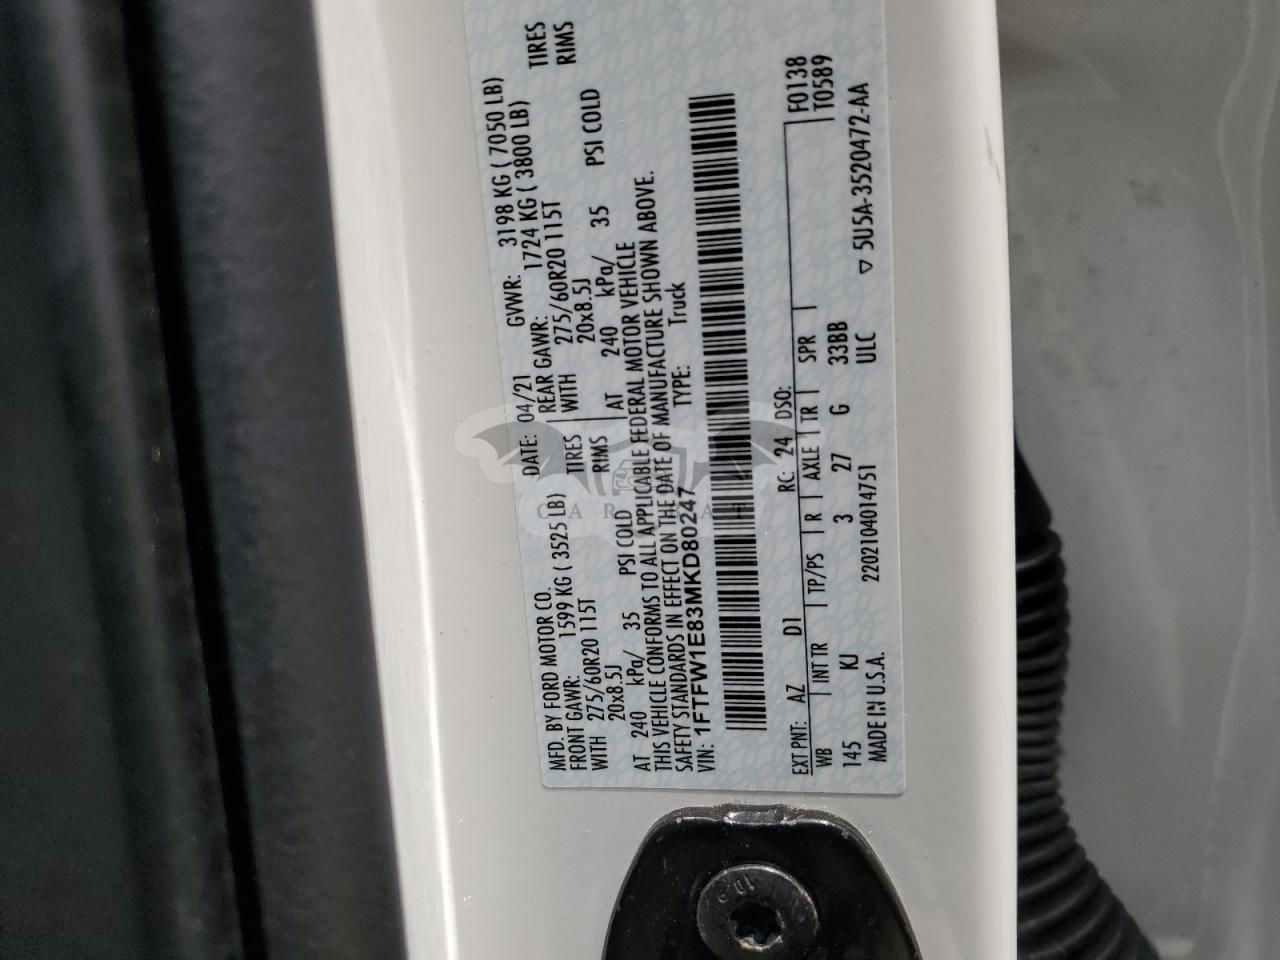 MFD. BY FORD MOTOR CO. DATE: 04/21 GVWR: 3198 KG ( 7050 LB)
FRONT GAWR: 1599 KG ( 3525 LB) REAR GAWR: 1724 KG ( 3800 LB)
WITH 275/60R20 115T TIRES WITH 275/60R20 115T TIRES
20x8.5J RIMS 20x8.5J RIMS
AT 240 kPa/ 35 PSI COLD AT 240 kPa/ 35 PSI COLD
THIS VEHICLE CONFORMS TO ALL APPLICABLE FEDERAL MOTOR VEHICLE
SAFETY STANDARDS IN EFFECT ON THE DATE OF MANUFACTURE SHOWN ABOVE.
VIN: 1FTFW1E83MKD80247 TYPE: Truck
F0138
T0589
EXT PNT: AZ D1 RC: 24 DSO:
WB INT TR TP/PS R AXLE TR SPR
145 KJ 3 27 G 33BB
MADE IN U.S.A. 2202104014751 ULC ▽ 5U5A-3520472-AA
10.9